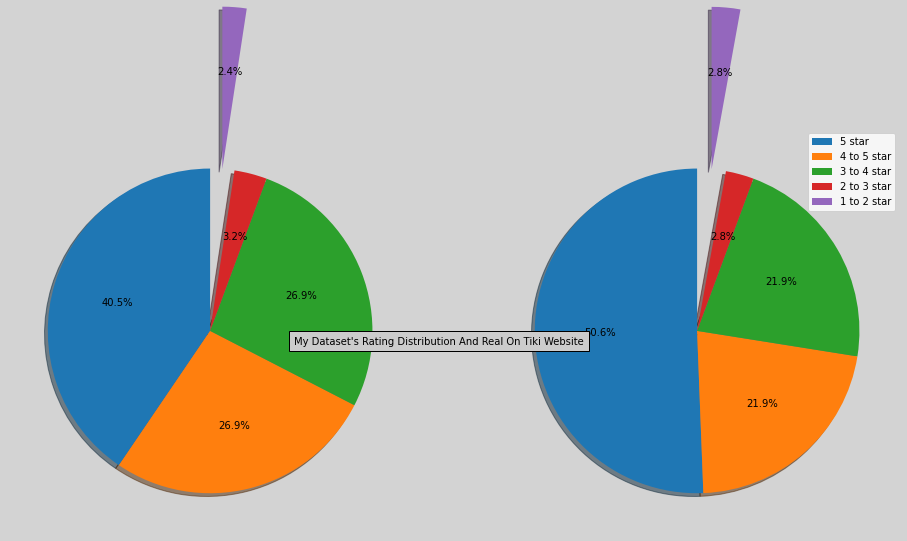 2.4%
2.8%
5 star
4 to 5 star
3 to 4 star
2 to 3 star
1 to 2 star
3.2%
2.8%
40.5%
26.9%
21.9%
50.6%
My Dataset's Rating Distribution And Real On Tiki Website
26.9%
21.9%